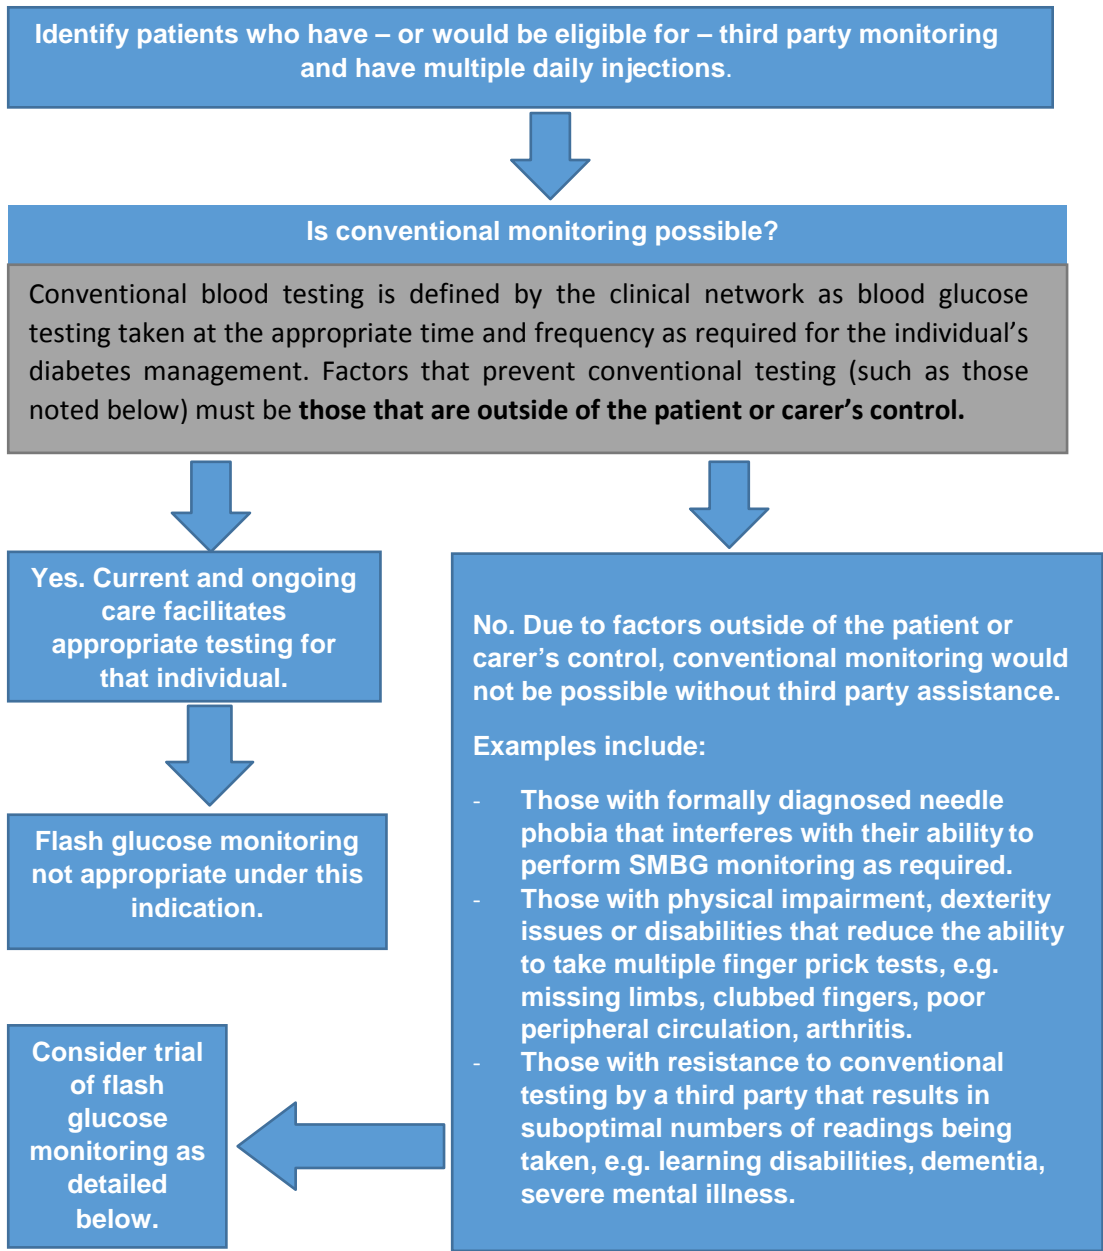 Identify patients who have – or would be eligible for – third party monitoring
and have multiple daily injections.
Is conventional monitoring possible?
Conventional blood testing is defined by the clinical network as blood glucose
testing taken at the appropriate time and frequency as required for the individual’s
diabetes management. Factors that prevent conventional testing (such as those
noted below) must be those that are outside of the patient or carer’s control.
Yes. Current and ongoing
care facilitates
appropriate testing for
that individual.
Flash glucose monitoring
not appropriate under this
indication.
No. Due to factors outside of the patient or
carer’s control, conventional monitoring would
not be possible without third party assistance.
Examples include:
- Those with formally diagnosed needle
phobia that interferes with their ability to
perform SMBG monitoring as required.
- Those with physical impairment, dexterity
issues or disabilities that reduce the ability
to take multiple finger prick tests, e.g.
missing limbs, clubbed fingers, poor
peripheral circulation, arthritis.
- Those with resistance to conventional
testing by a third party that results in
suboptimal numbers of readings being
taken, e.g. learning disabilities, dementia,
severe mental illness.
Consider trial
of flash
glucose
monitoring as
detailed
below.